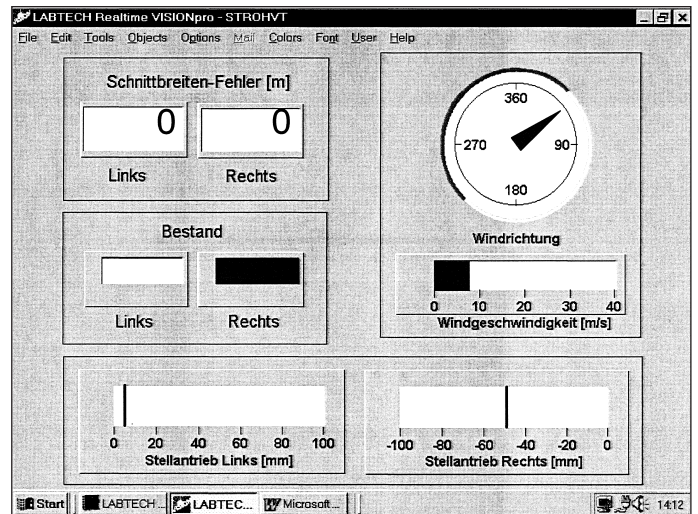 LABTECH Realtime VISIONpro - STROHVT
File Edit Tools Objects Options Mail Colors Font User Help
Schnittbreiten-Fehler [m]
0 0
Links Rechts
Bestand
Links Rechts
360
270 90
180
Windrichtung
0 10 20 30 40
Windgeschwindigkeit [m/s]
0 20 40 60 80 100
Stellantrieb Links [mm]
-100 -80 -60 -40 -20 0
Stellantrieb Rechts [mm]
Start LABTECH ... LABTEC... Microsoft ... 14:12